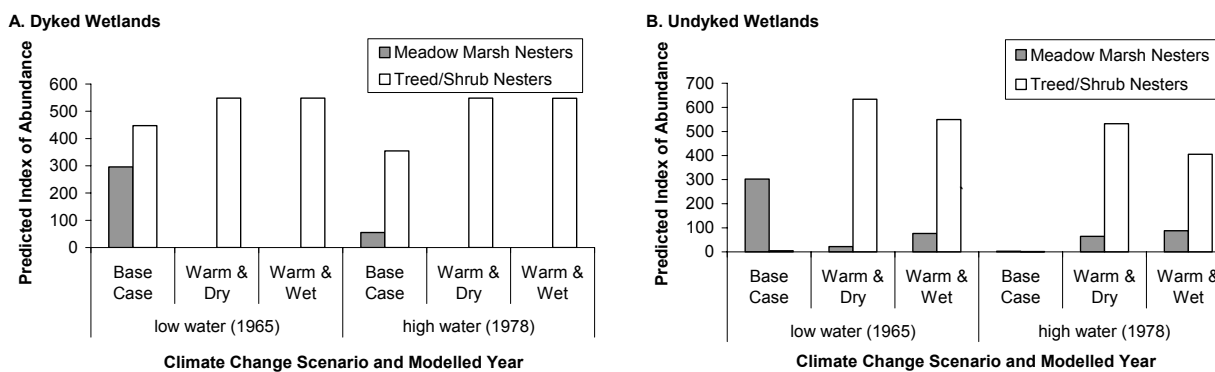 A. Dyked Wetlands
Predicted Index of Abundance
Meadow Marsh Nesters
Treed/Shrub Nesters
600
500
400
300
200
100
0
Base Case
Warm & Dry
Warm & Wet
Base Case
Warm & Dry
Warm & Wet
low water (1965)
high water (1978)
Climate Change Scenario and Modelled Year
B. Undyked Wetlands
Predicted Index of Abundance
Meadow Marsh Nesters
Treed/Shrub Nesters
700
600
500
400
300
200
100
0
Base Case
Warm & Dry
Warm & Wet
Base Case
Warm & Dry
Warm & Wet
low water (1965)
high water (1978)
Climate Change Scenario and Modelled Year